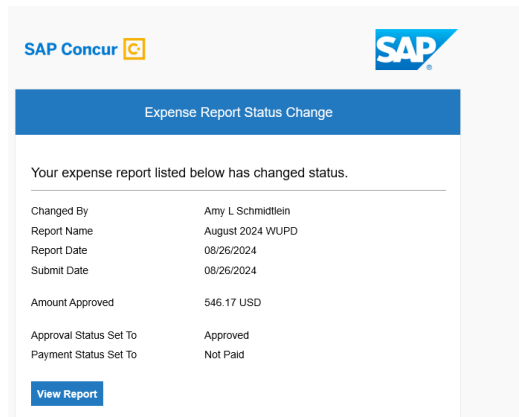 SAP Concur C
SAP
Expense Report Status Change
Your expense report listed below has changed status.
Changed By Amy L Schmidtlein
Report Name August 2024 WUPD
Report Date 08/26/2024
Submit Date 08/26/2024
Amount Approved 546.17 USD
Approval Status Set To Approved
Payment Status Set To Not Paid
View Report